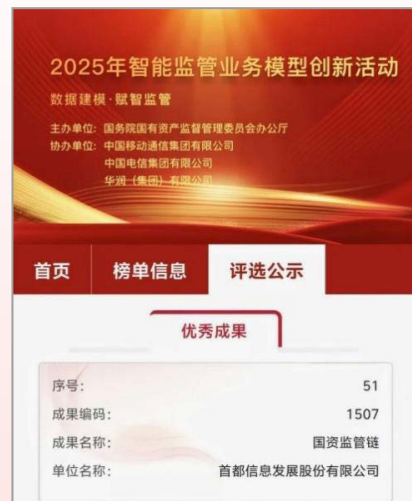 2025年智能监管业务模型创新活动
数据建模·赋智监管
主办单位：国务院国有资产监督管理委员会办公厅
协办单位：中国移动通信集团有限公司
中国电信集团有限公司
华润（集团）有限公司
首页 榜单信息 评选公示
优秀成果
序号： 51
成果编码： 1507
成果名称： 国资监管链
单位名称： 首都信息发展股份有限公司